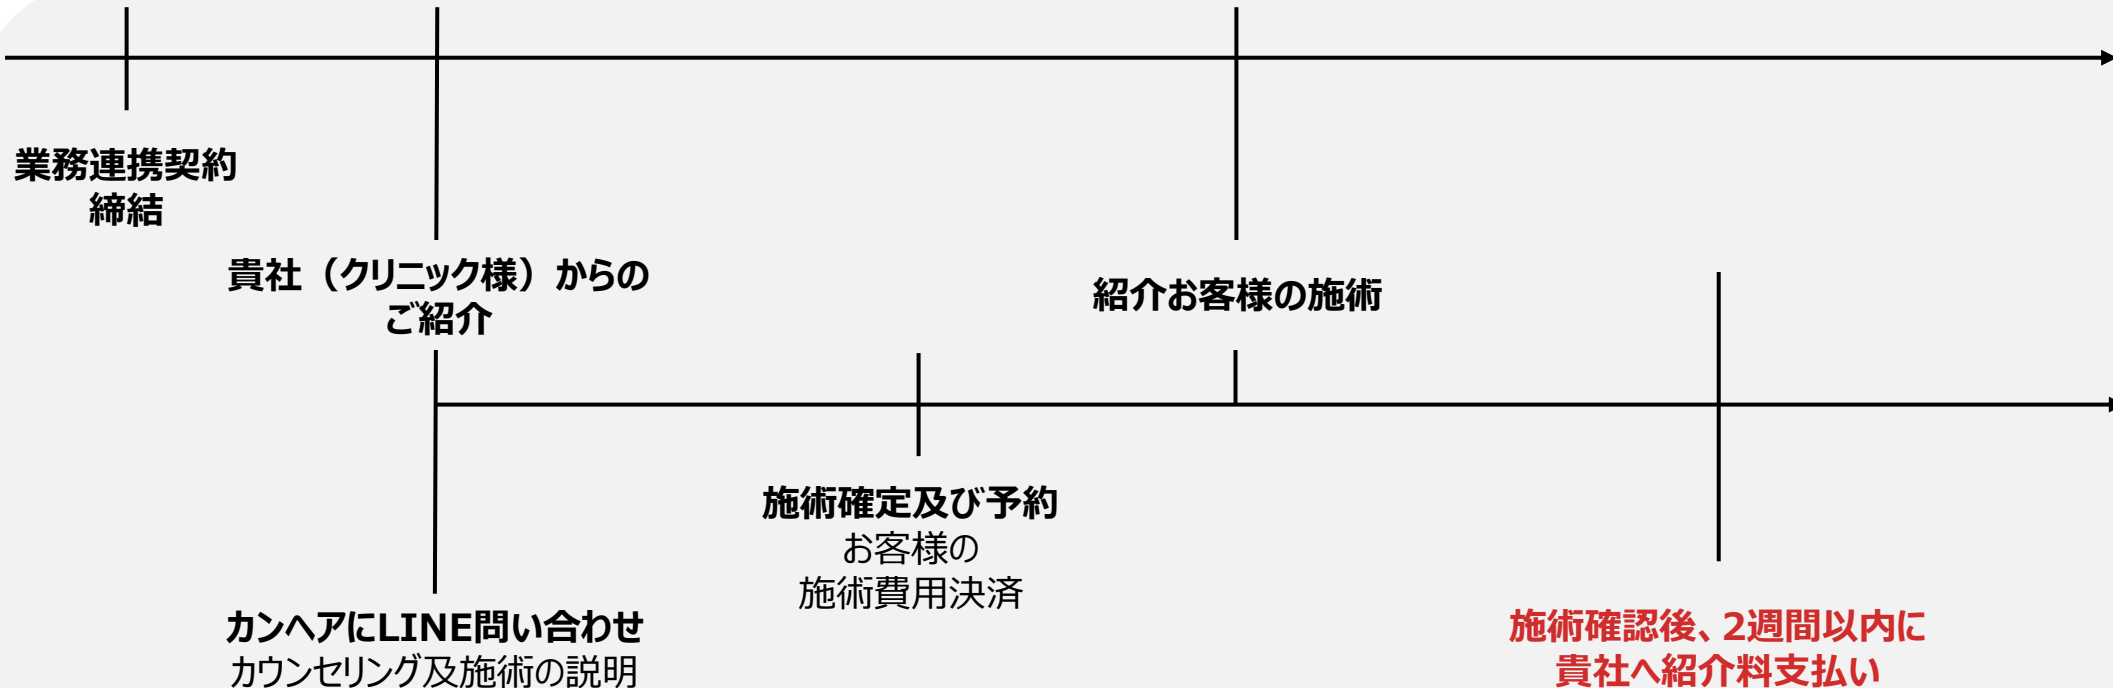 業務連携契約
締結
貴社（クリニック様）からの
ご紹介
紹介お客様の施術
施術確定及び予約
お客様の
施術費用決済
カンヘアにLINE問い合わせ
カウンセリング及施術の説明
施術確認後、2週間以内に
貴社へ紹介料支払い